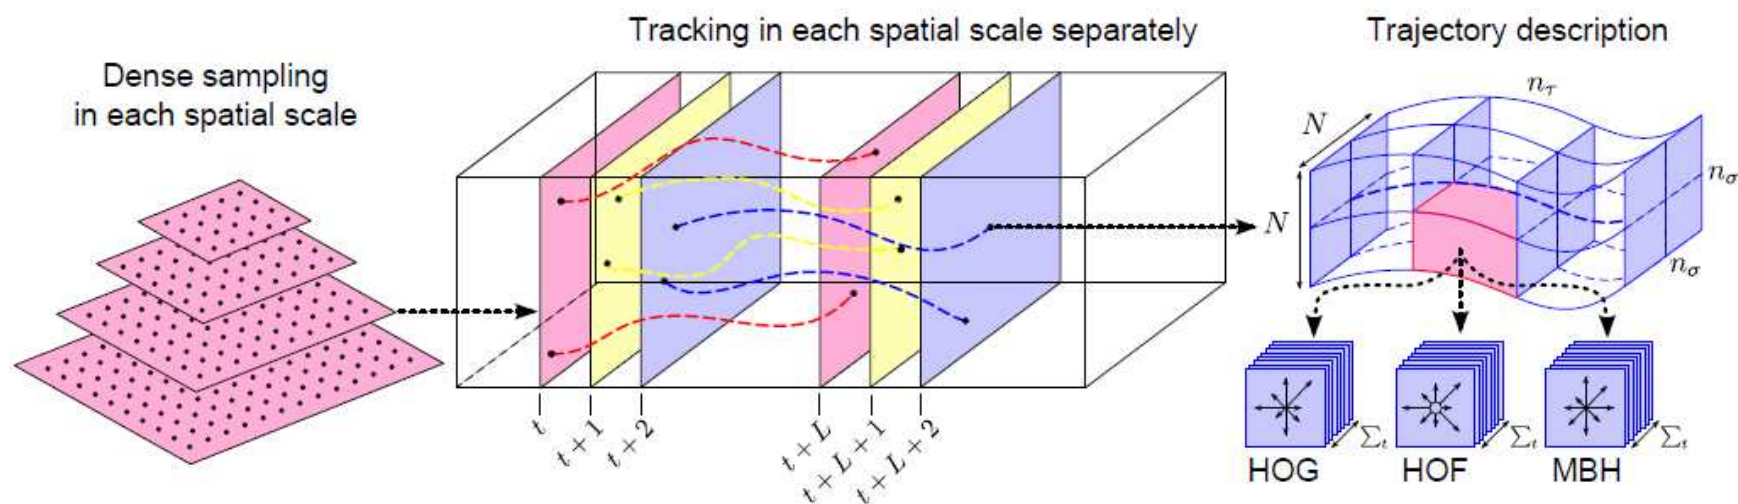 Dense sampling
in each spatial scale
Tracking in each spatial scale separately
t
t + 1
t + 2
t + L
t + L + 1
t + L + 2
Trajectory description
n_τ
N
N
n_σ
n_σ
Σ_t
Σ_t
Σ_t
HOG
HOF
MBH